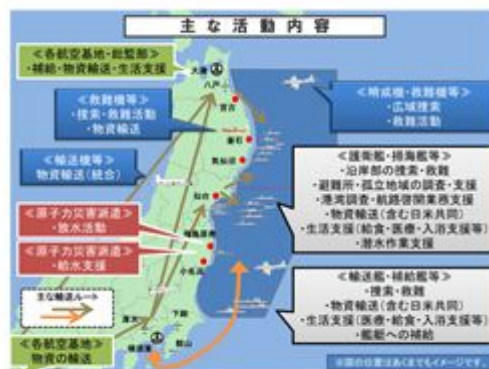 主な活動内容
≪各航空基地・総監部≫
・補給・物資輸送・生活支援
大湊
八戸
≪救難機等≫
・捜索・救難活動
・物資輸送
宮古
釜石
気仙沼
≪哨戒機・救難機等≫
・広域捜索
・救難活動
≪輸送機等≫
物資輸送（統合）
仙台
≪護衛艦・掃海艦等≫
・沿岸部の捜索・救難
・避難所・孤立地域の調査・支援
・港湾調査・航路啓開業務支援
・物資輸送（含む日米共同）
・生活支援（給食・医療・入浴支援等）
・潜水作業支援
≪原子力災害派遣≫
・放水活動
福島原発
≪原子力災害派遣≫
・給水支援
小名浜
≪輸送艦・補給艦等≫
・捜索・救難
・物資輸送（含む日米共同）
・生活支援（医療・給食・入浴支援等）
・艦艇への補給
主な輸送ルート
厚木
下総
横須賀
館山
≪各航空基地≫
物資の輸送
※図の位置はあくまでもイメージです。